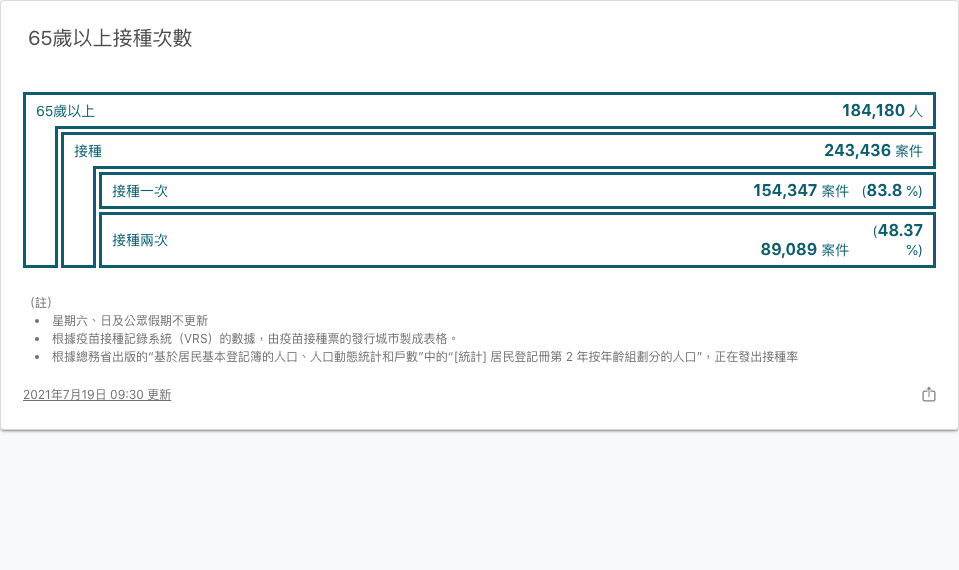 65歲以上接種次數
65歲以上 184,180 人
接種 243,436 案件
接種一次 154,347 案件 (83.8 %)
接種兩次 89,089 案件 (48.37 %)
（註）
• 星期六、日及公眾假期不更新
• 根據疫苗接種記錄系統（VRS）的數據，由疫苗接種票的發行城市製成表格。
• 根據總務省出版的“基於居民基本登記簿的人口、人口動態統計和戶數”中的“[統計] 居民登記冊第 2 年按年齡組劃分的人口”，正在發出接種率
2021年7月19日 09:30 更新